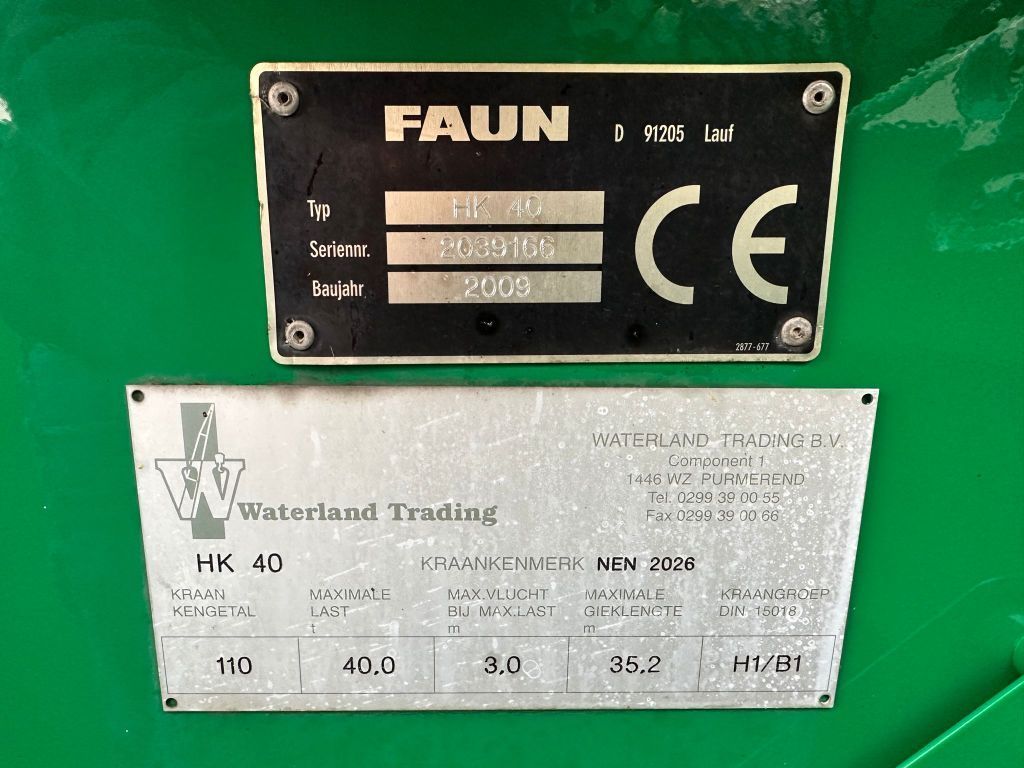 FAUN D 91205 Lauf
Typ HK 40
Seriennr. 2039166
Baujahr 2009
CE
2877-677
WATERLAND TRADING B.V.
Component 1
1446 WZ PURMEREND
Tel. 0299 39 00 55
Fax 0299 39 00 66
W
Waterland Trading
HK 40 KRAANKENMERK NEN 2026
KRAAN MAXIMALE MAX.VLUCHT MAXIMALE KRAANGROEP
KENGETAL LAST BIJ MAX.LAST GIEKLENGTE DIN 15018
t m m
110 40,0 3,0 35,2 H1/B1